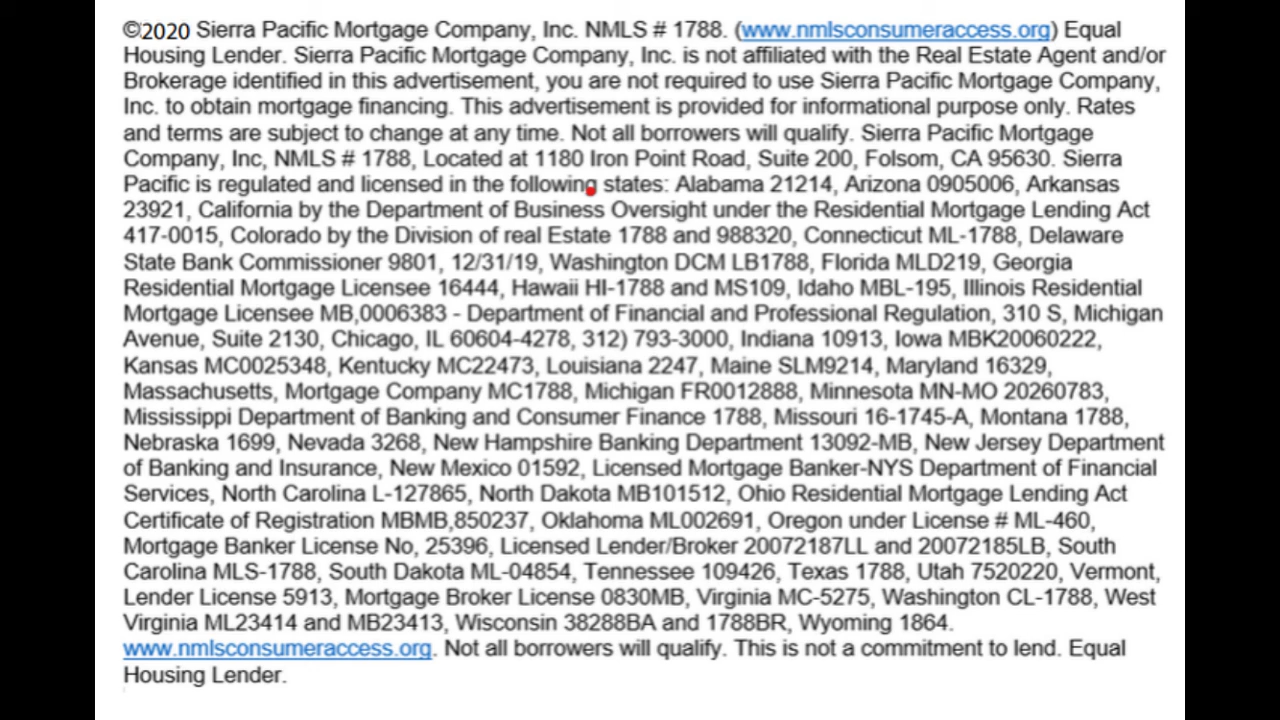 ©2020 Sierra Pacific Mortgage Company, Inc. NMLS # 1788. (www.nmlsconsumeraccess.org) Equal
Housing Lender. Sierra Pacific Mortgage Company, Inc. is not affiliated with the Real Estate Agent and/or
Brokerage identified in this advertisement, you are not required to use Sierra Pacific Mortgage Company,
Inc. to obtain mortgage financing. This advertisement is provided for informational purpose only. Rates
and terms are subject to change at any time. Not all borrowers will qualify. Sierra Pacific Mortgage
Company, Inc, NMLS # 1788, Located at 1180 Iron Point Road, Suite 200, Folsom, CA 95630. Sierra
Pacific is regulated and licensed in the following states: Alabama 21214, Arizona 0905006, Arkansas
23921, California by the Department of Business Oversight under the Residential Mortgage Lending Act
417-0015, Colorado by the Division of real Estate 1788 and 988320, Connecticut ML-1788, Delaware
State Bank Commissioner 9801, 12/31/19, Washington DCM LB1788, Florida MLD219, Georgia
Residential Mortgage Licensee 16444, Hawaii HI-1788 and MS109, Idaho MBL-195, Illinois Residential
Mortgage Licensee MB,0006383 - Department of Financial and Professional Regulation, 310 S, Michigan
Avenue, Suite 2130, Chicago, IL 60604-4278, 312) 793-3000, Indiana 10913, Iowa MBK20060222,
Kansas MC0025348, Kentucky MC22473, Louisiana 2247, Maine SLM9214, Maryland 16329,
Massachusetts, Mortgage Company MC1788, Michigan FR0012888, Minnesota MN-MO 20260783,
Mississippi Department of Banking and Consumer Finance 1788, Missouri 16-1745-A, Montana 1788,
Nebraska 1699, Nevada 3268, New Hampshire Banking Department 13092-MB, New Jersey Department
of Banking and Insurance, New Mexico 01592, Licensed Mortgage Banker-NYS Department of Financial
Services, North Carolina L-127865, North Dakota MB101512, Ohio Residential Mortgage Lending Act
Certificate of Registration MBMB,850237, Oklahoma ML002691, Oregon under License # ML-460,
Mortgage Banker License No, 25396, Licensed Lender/Broker 20072187LL and 20072185LB, South
Carolina MLS-1788, South Dakota ML-04854, Tennessee 109426, Texas 1788, Utah 7520220, Vermont,
Lender License 5913, Mortgage Broker License 0830MB, Virginia MC-5275, Washington CL-1788, West
Virginia ML23414 and MB23413, Wisconsin 38288BA and 1788BR, Wyoming 1864.
www.nmlsconsumeraccess.org. Not all borrowers will qualify. This is not a commitment to lend. Equal
Housing Lender.